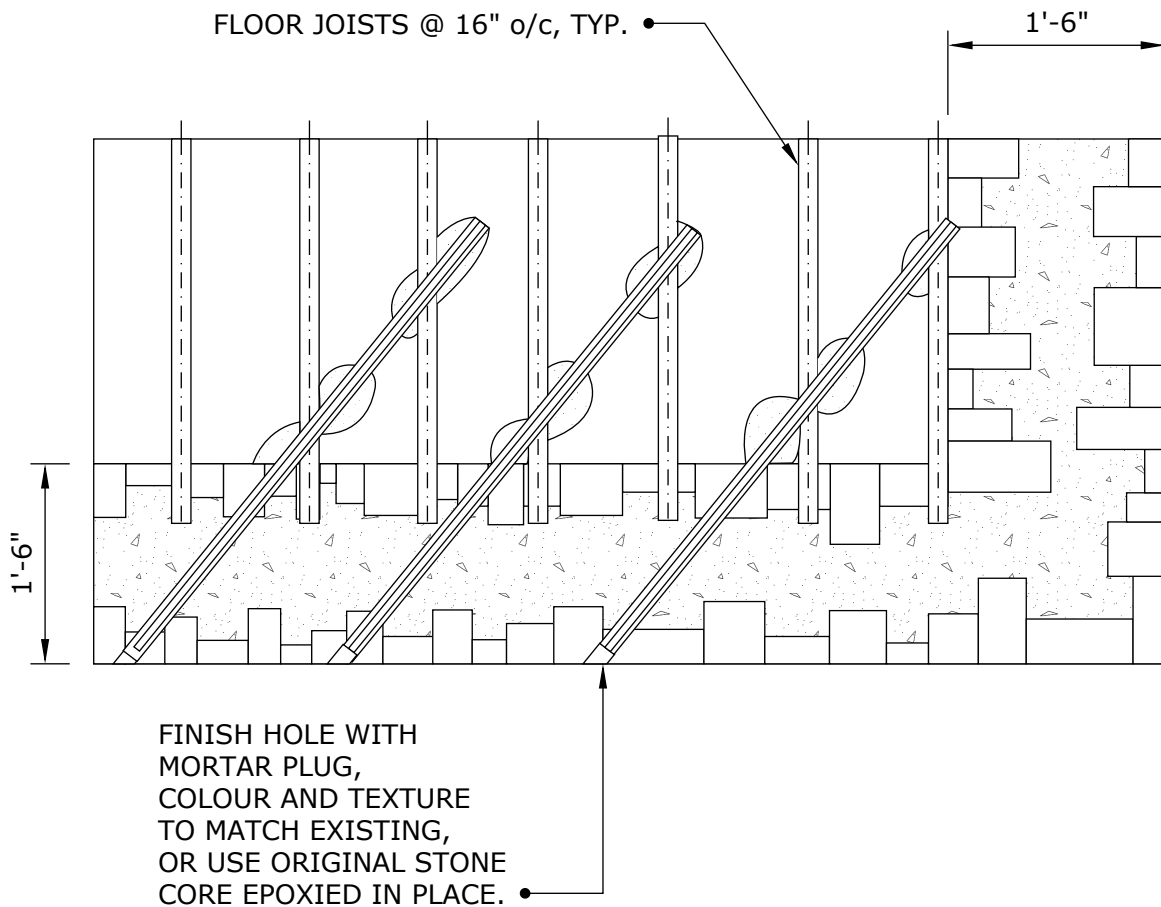 FLOOR JOISTS @ 16" o/c, TYP.
1'-6"
1'-6"
FINISH HOLE WITH
MORTAR PLUG,
COLOUR AND TEXTURE
TO MATCH EXISTING,
OR USE ORIGINAL STONE
CORE EPOXIED IN PLACE.